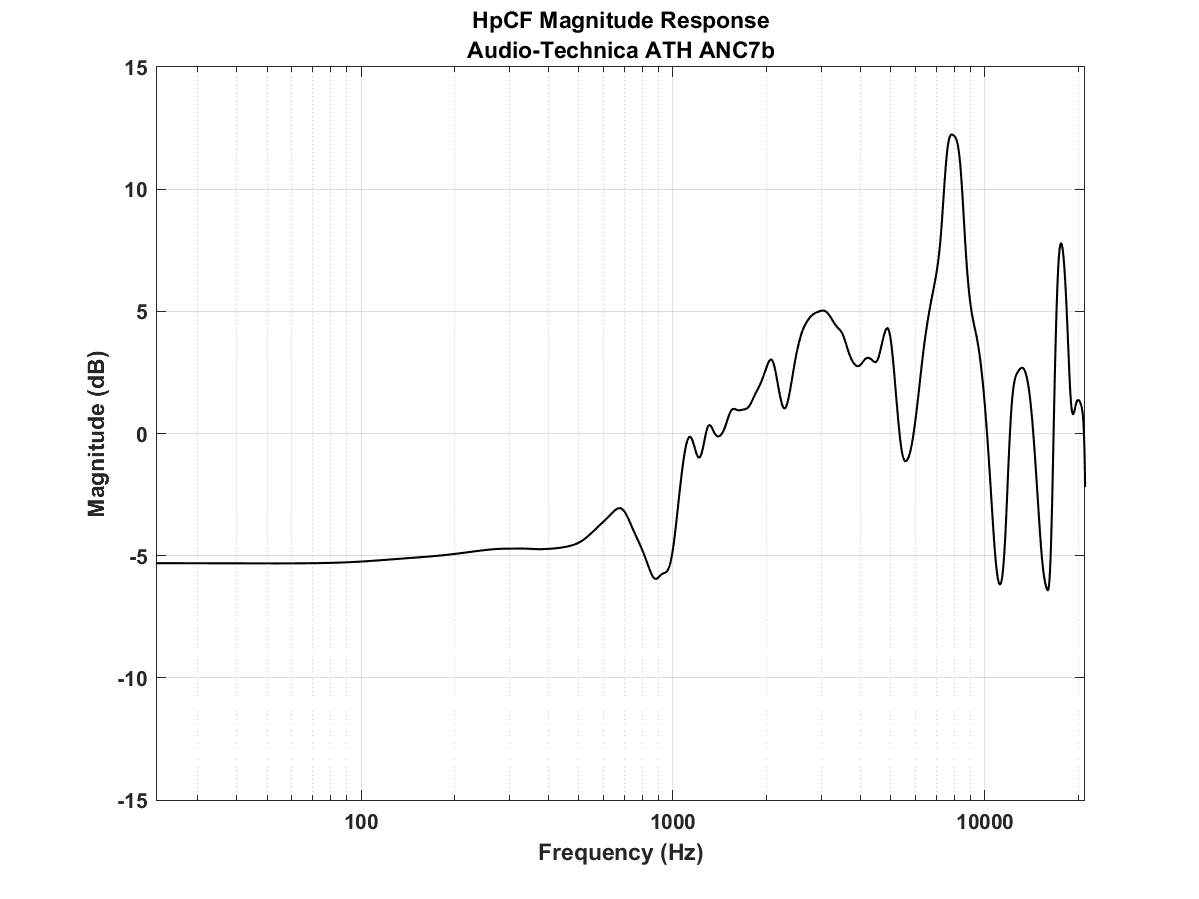 HpCF Magnitude Response
Audio-Technica ATH ANC7b
15
10
5
0
-5
-10
-15
Magnitude (dB)
100
1000
10000
Frequency (Hz)